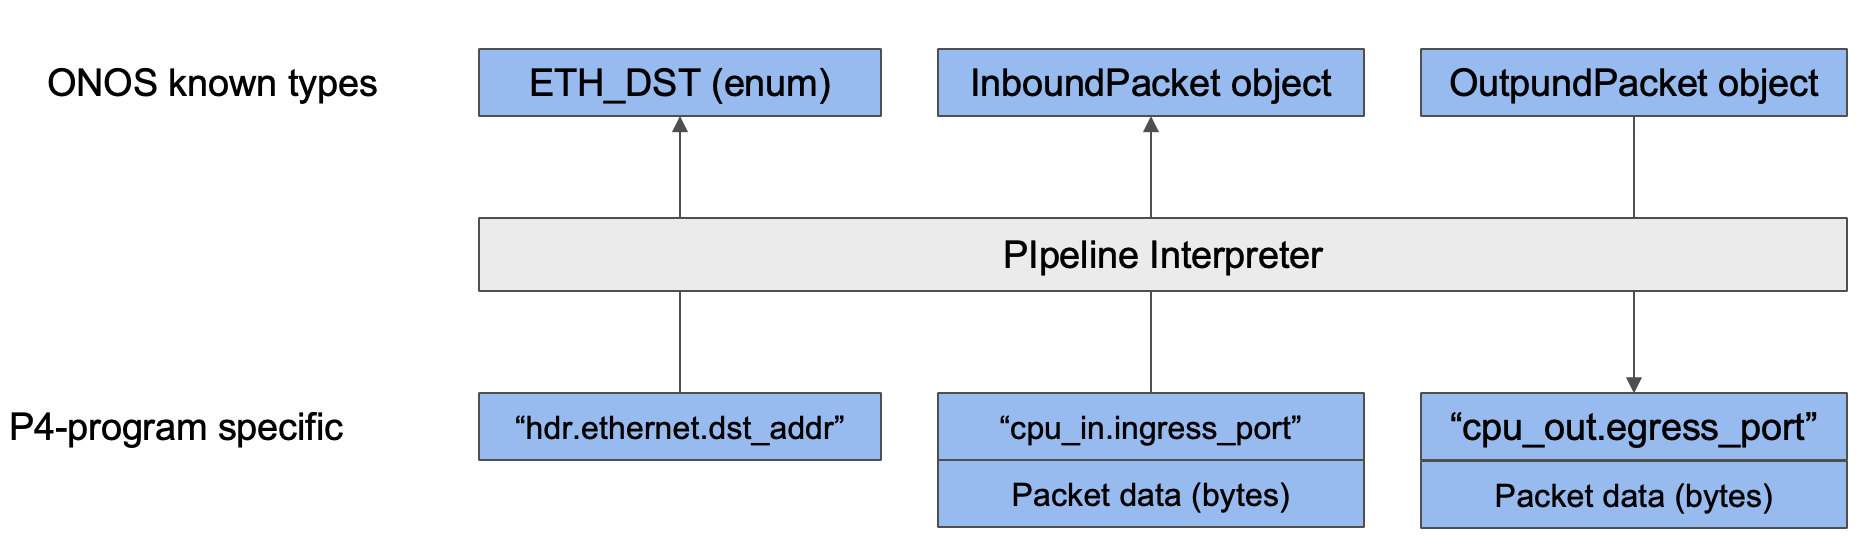 ONOS known types
ETH_DST (enum)
InboundPacket object
OutpundPacket object
PIpeline Interpreter
P4-program specific
“hdr.ethernet.dst_addr”
“cpu_in.ingress_port”
“cpu_out.egress_port”
Packet data (bytes)
Packet data (bytes)